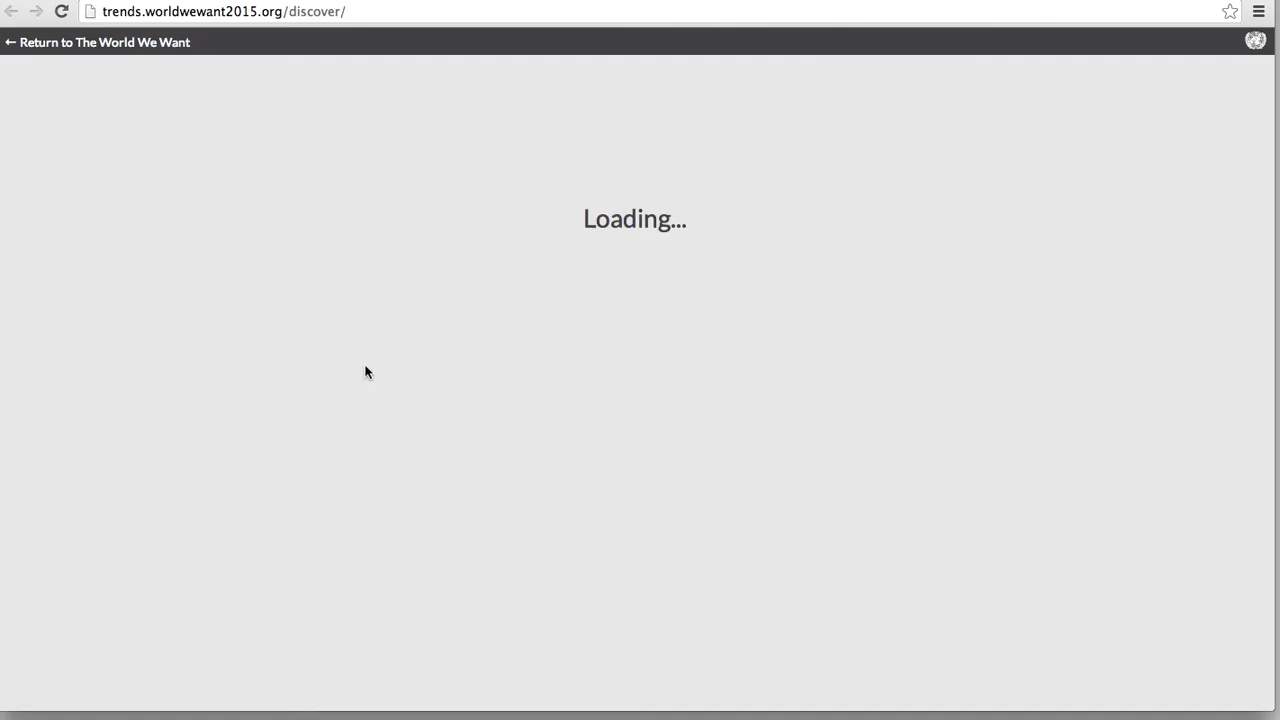 trends.worldwewant2015.org/discover/
← Return to The World We Want
Loading...